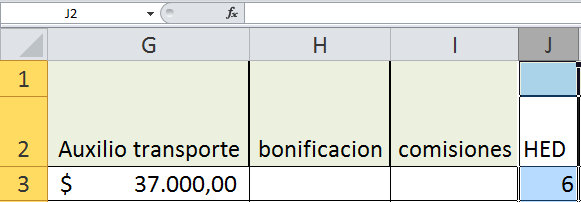 J2 fx
G H I J
1
2 Auxilio transporte bonificacion comisiones HED
3 $ 37.000,00 6